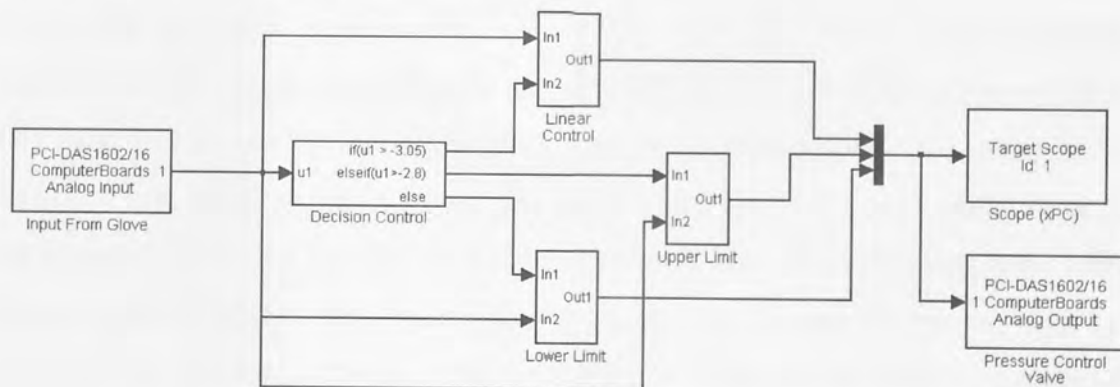 PCI-DAS1602/16
ComputerBoards 1
Analog Input
Input From Glove
u1
if(u1 > -3.05)
elseif(u1>-2.8)
else
Decision Control
In1
Out1
In2
Linear
Control
In1
Out1
In2
Upper Limit
In1
Out1
In2
Lower Limit
Target Scope
Id: 1
Scope (xPC)
PCI-DAS1602/16
1 ComputerBoards
Analog Output
Pressure Control
Valve